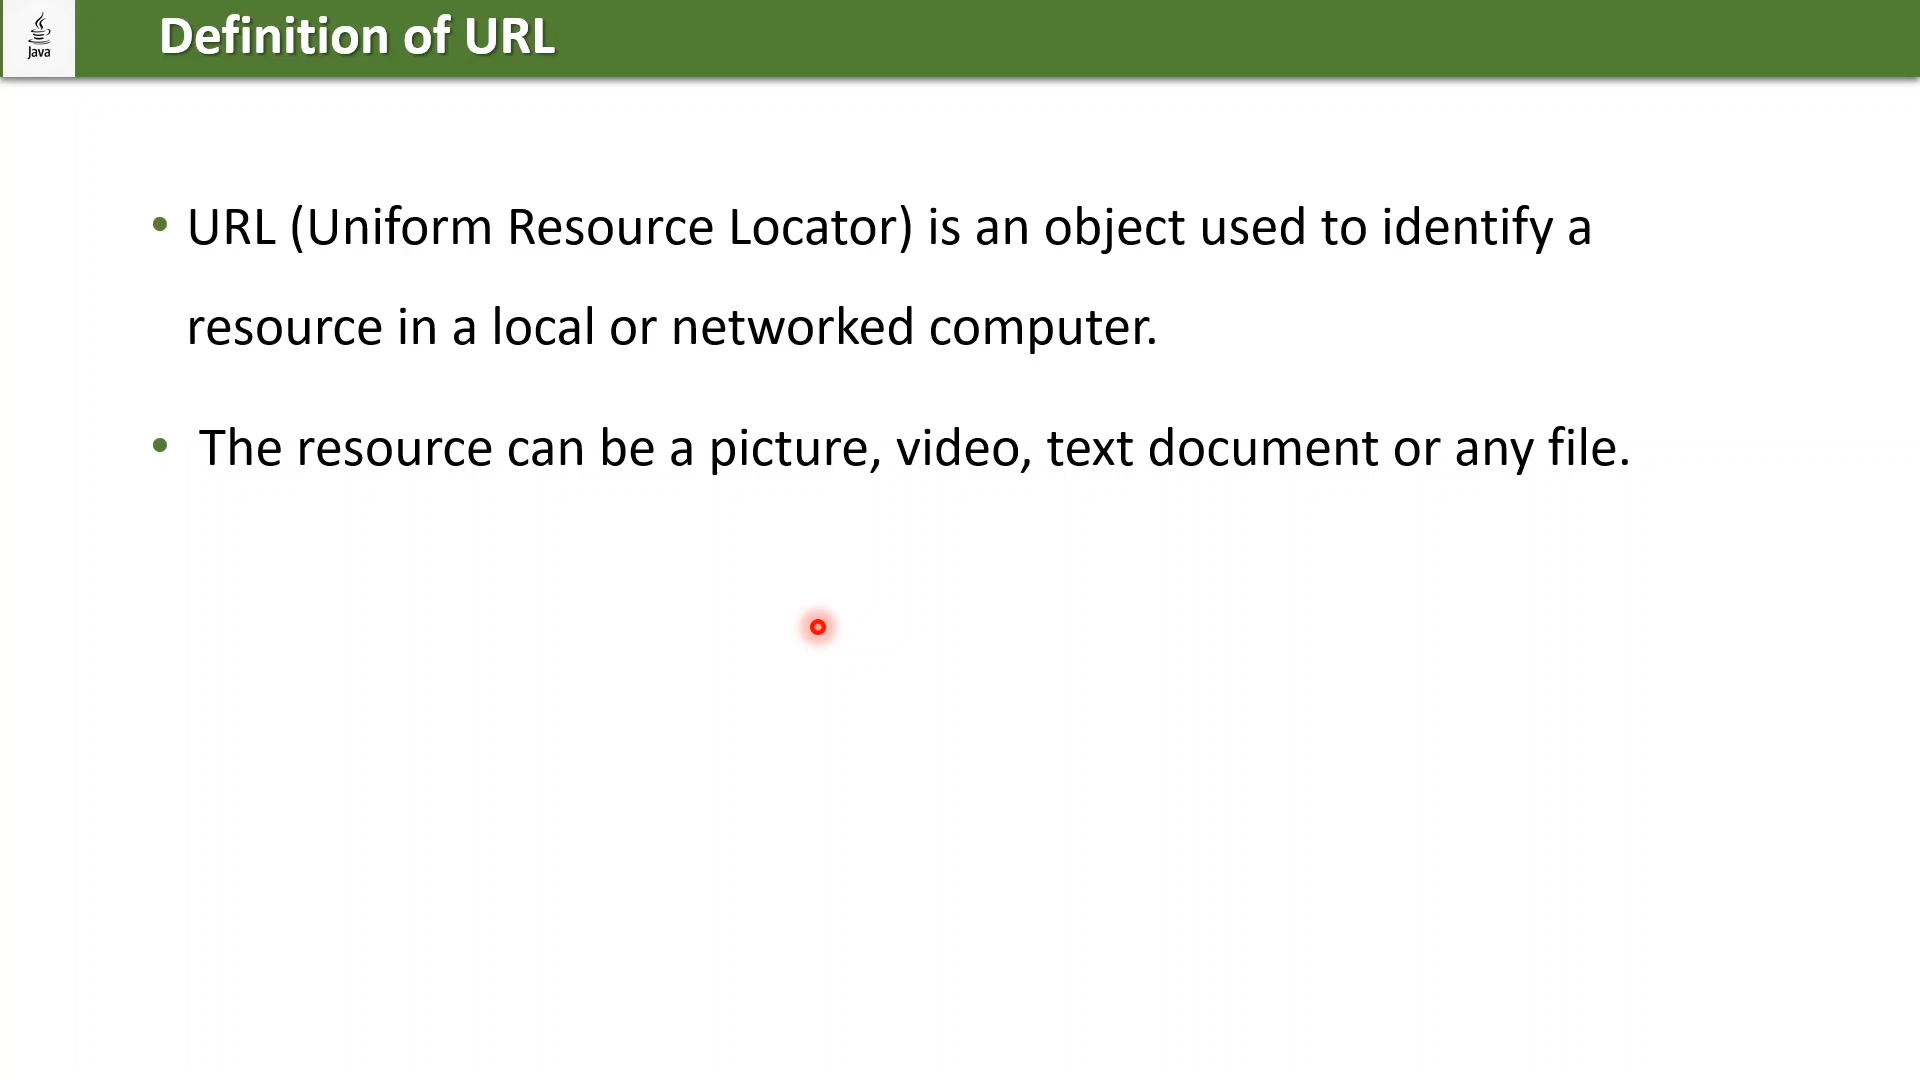 Java
Definition of URL
• URL (Uniform Resource Locator) is an object used to identify a
resource in a local or networked computer.
• The resource can be a picture, video, text document or any file.